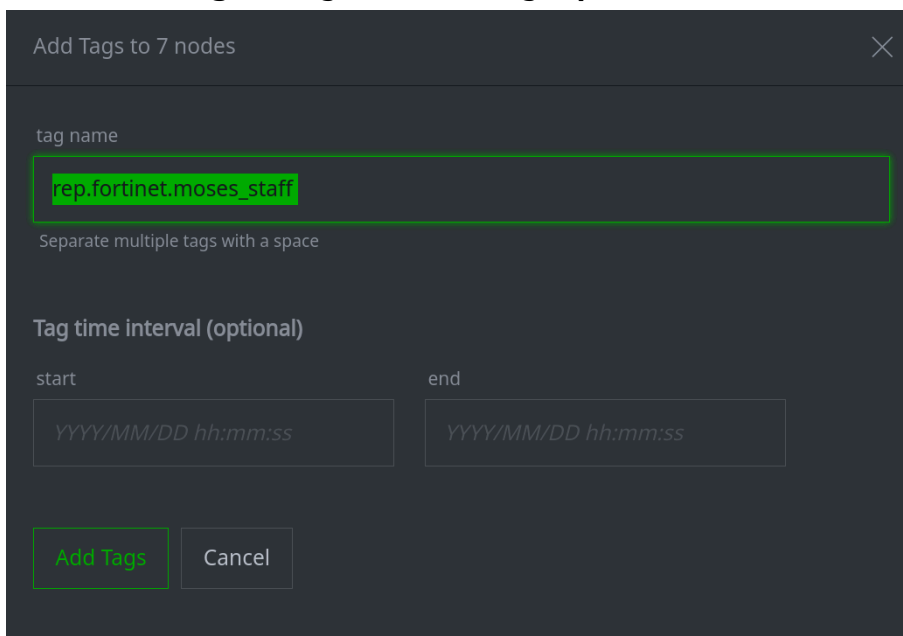 Add Tags to 7 nodes
tag name
rep.fortinet.moses_staff
Separate multiple tags with a space
Tag time interval (optional)
start end
YYYY/MM/DD hh:mm:ss YYYY/MM/DD hh:mm:ss
Add Tags Cancel